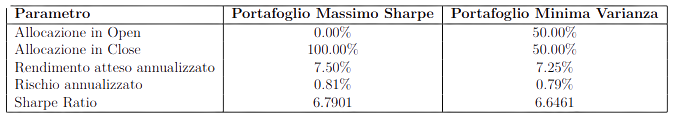 Parametro Portafoglio Massimo Sharpe Portafoglio Minima Varianza
Allocazione in Open 0.00% 50.00%
Allocazione in Close 100.00% 50.00%
Rendimento atteso annualizzato 7.50% 7.25%
Rischio annualizzato 0.81% 0.79%
Sharpe Ratio 6.7901 6.6461